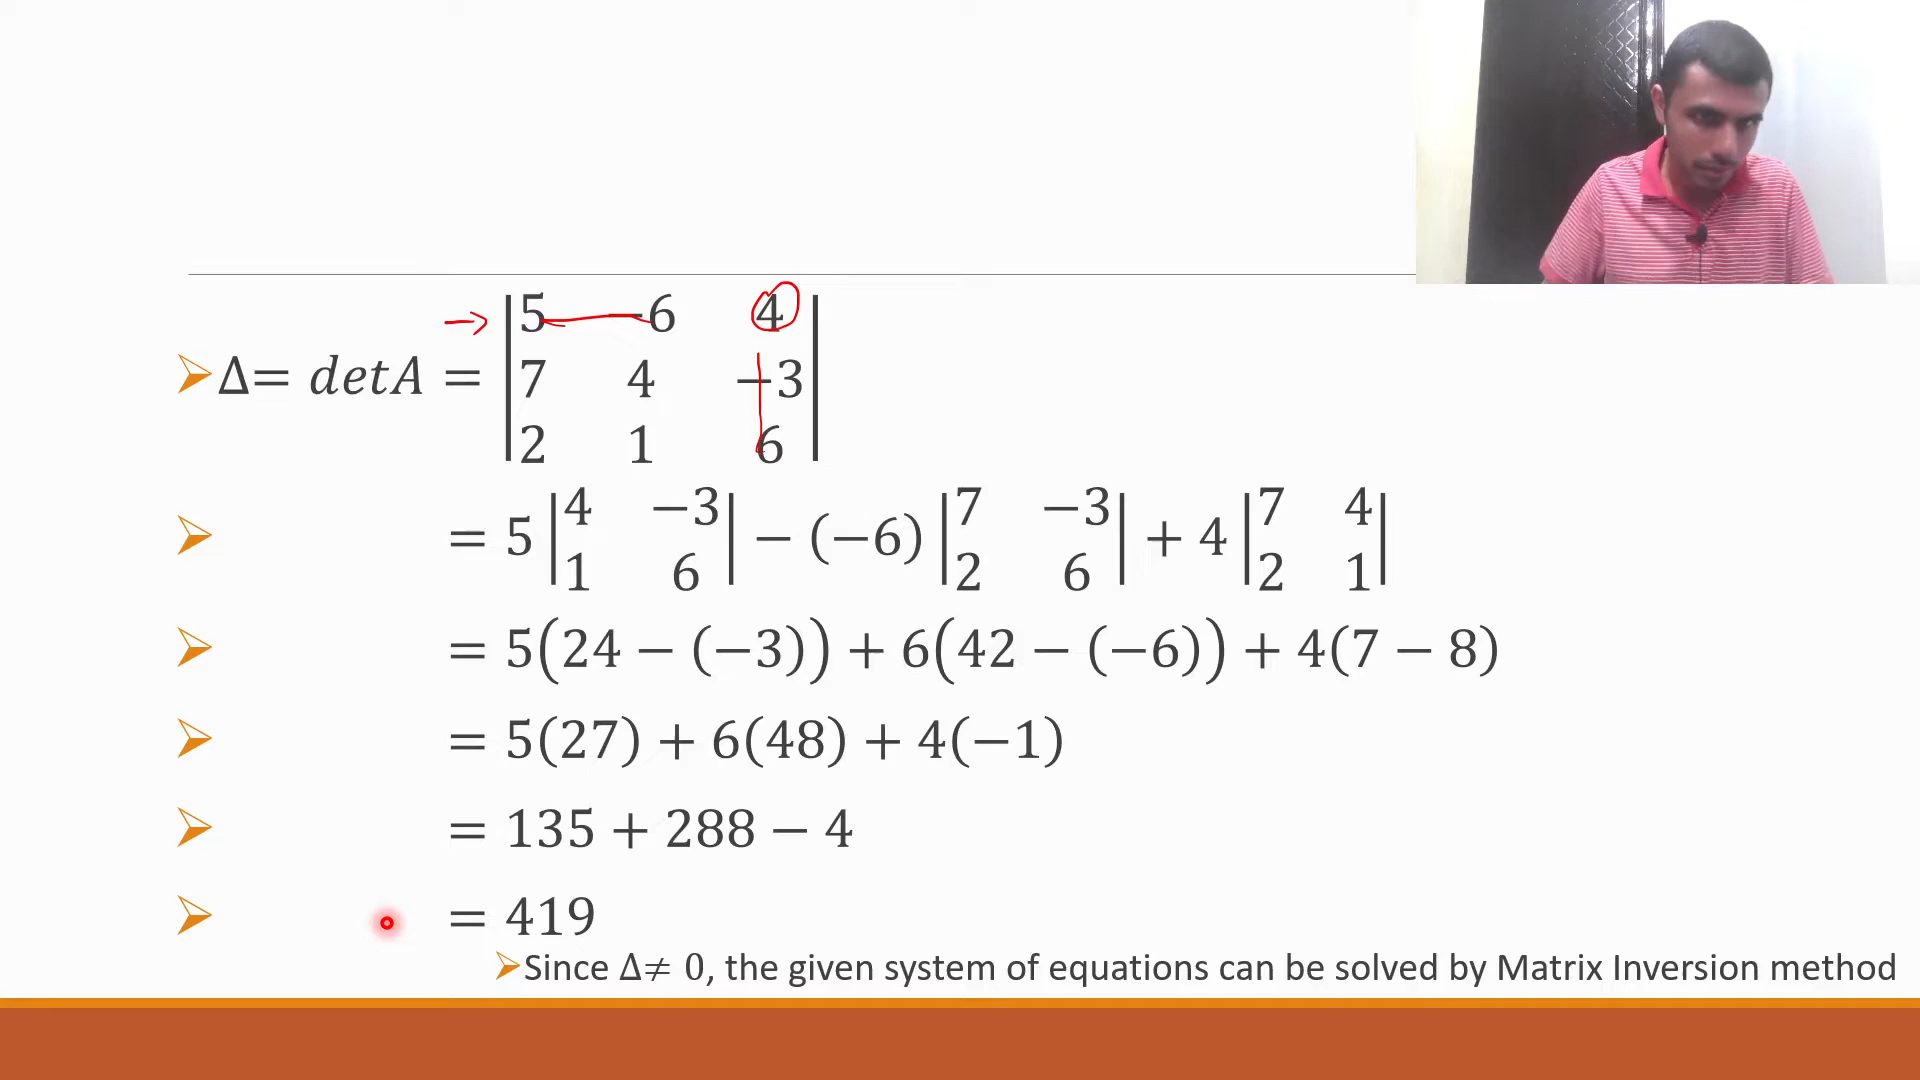 5 −6 4
Δ= detA = 7 4 −3
2 1 6
= 5 |4 −3| − (−6) |7 −3| + 4 |7 4|
|1 6| |2 6| |2 1|
= 5(24 − (−3)) + 6(42 − (−6)) + 4(7 − 8)
= 5(27) + 6(48) + 4(−1)
= 135 + 288 − 4
= 419
Since Δ≠ 0, the given system of equations can be solved by Matrix Inversion method